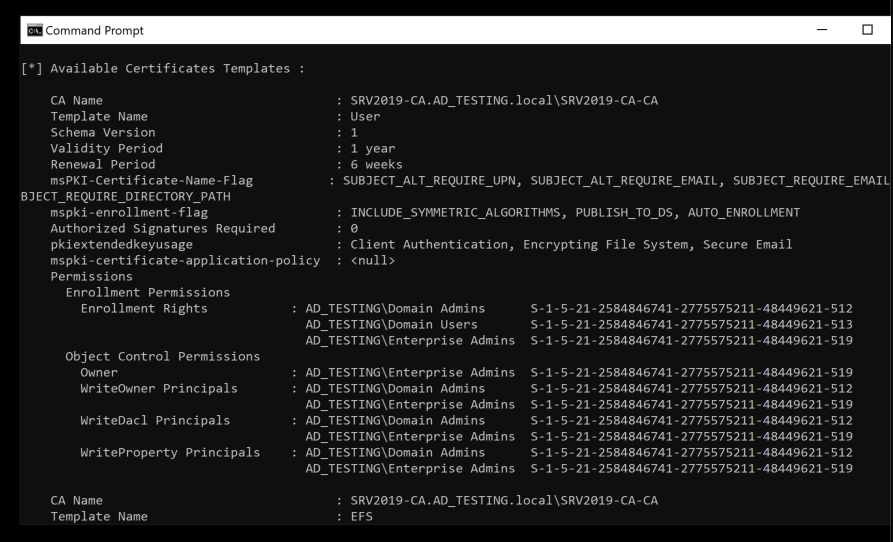 Command Prompt
[*] Available Certificates Templates :
CA Name : SRV2019-CA.AD_TESTING.local\SRV2019-CA-CA
Template Name : User
Schema Version : 1
Validity Period : 1 year
Renewal Period : 6 weeks
msPKI-Certificate-Name-Flag : SUBJECT_ALT_REQUIRE_UPN, SUBJECT_ALT_REQUIRE_EMAIL, SUBJECT_REQUIRE_EMAIL
BJECT_REQUIRE_DIRECTORY_PATH
mspki-enrollment-flag : INCLUDE_SYMMETRIC_ALGORITHMS, PUBLISH_TO_DS, AUTO_ENROLLMENT
Authorized Signatures Required : 0
pkiextendedkeyusage : Client Authentication, Encrypting File System, Secure Email
mspki-certificate-application-policy : <null>
Permissions
Enrollment Permissions
Enrollment Rights : AD_TESTING\Domain Admins S-1-5-21-2584846741-2775575211-48449621-512
AD_TESTING\Domain Users S-1-5-21-2584846741-2775575211-48449621-513
AD_TESTING\Enterprise Admins S-1-5-21-2584846741-2775575211-48449621-519
Object Control Permissions
Owner : AD_TESTING\Enterprise Admins S-1-5-21-2584846741-2775575211-48449621-519
WriteOwner Principals : AD_TESTING\Domain Admins S-1-5-21-2584846741-2775575211-48449621-512
AD_TESTING\Enterprise Admins S-1-5-21-2584846741-2775575211-48449621-519
WriteDacl Principals : AD_TESTING\Domain Admins S-1-5-21-2584846741-2775575211-48449621-512
AD_TESTING\Enterprise Admins S-1-5-21-2584846741-2775575211-48449621-519
WriteProperty Principals : AD_TESTING\Domain Admins S-1-5-21-2584846741-2775575211-48449621-512
AD_TESTING\Enterprise Admins S-1-5-21-2584846741-2775575211-48449621-519
CA Name : SRV2019-CA.AD_TESTING.local\SRV2019-CA-CA
Template Name : EFS